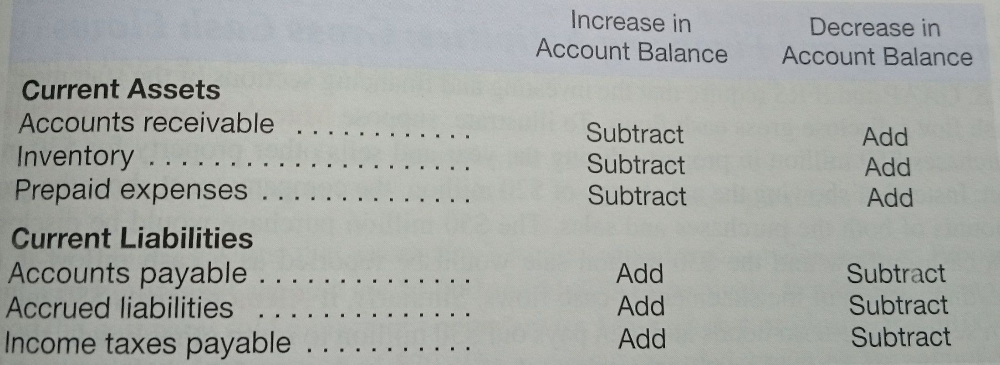 Increase in Decrease in
Account Balance Account Balance
Current Assets
Accounts receivable . . . . . . . . . . . . Subtract Add
Inventory . . . . . . . . . . . . . . . . . . . . Subtract Add
Prepaid expenses . . . . . . . . . . . . . . Subtract Add
Current Liabilities
Accounts payable . . . . . . . . . . . . . . Add Subtract
Accrued liabilities . . . . . . . . . . . . . . Add Subtract
Income taxes payable . . . . . . . . . . . Add Subtract